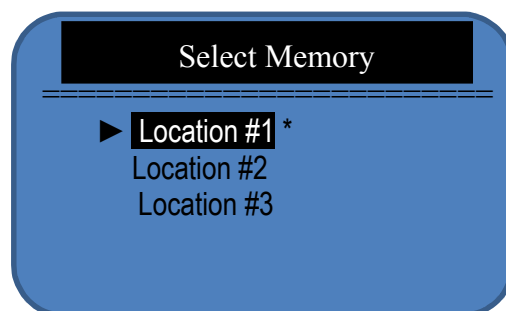 Select Memory
==============================
► Location #1 *
Location #2
Location #3